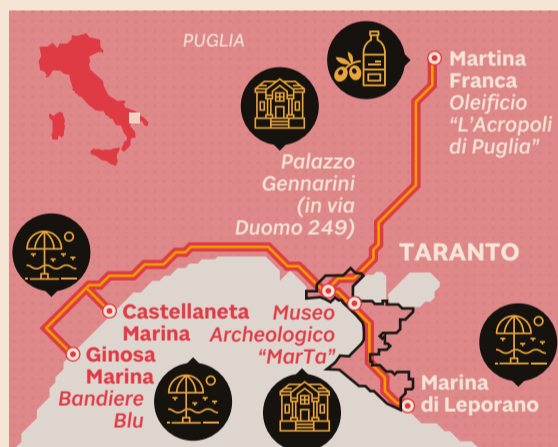 PUGLIA
Martina
Franca
Oleificio
“L’Acropoli
di Puglia”
Palazzo
Gennarini
(in via
Duomo 249)
TARANTO
Castellaneta
Marina
Museo
Archeologico
“MarTa”
Ginosa
Marina
Bandiere
Blu
Marina
di Leporano